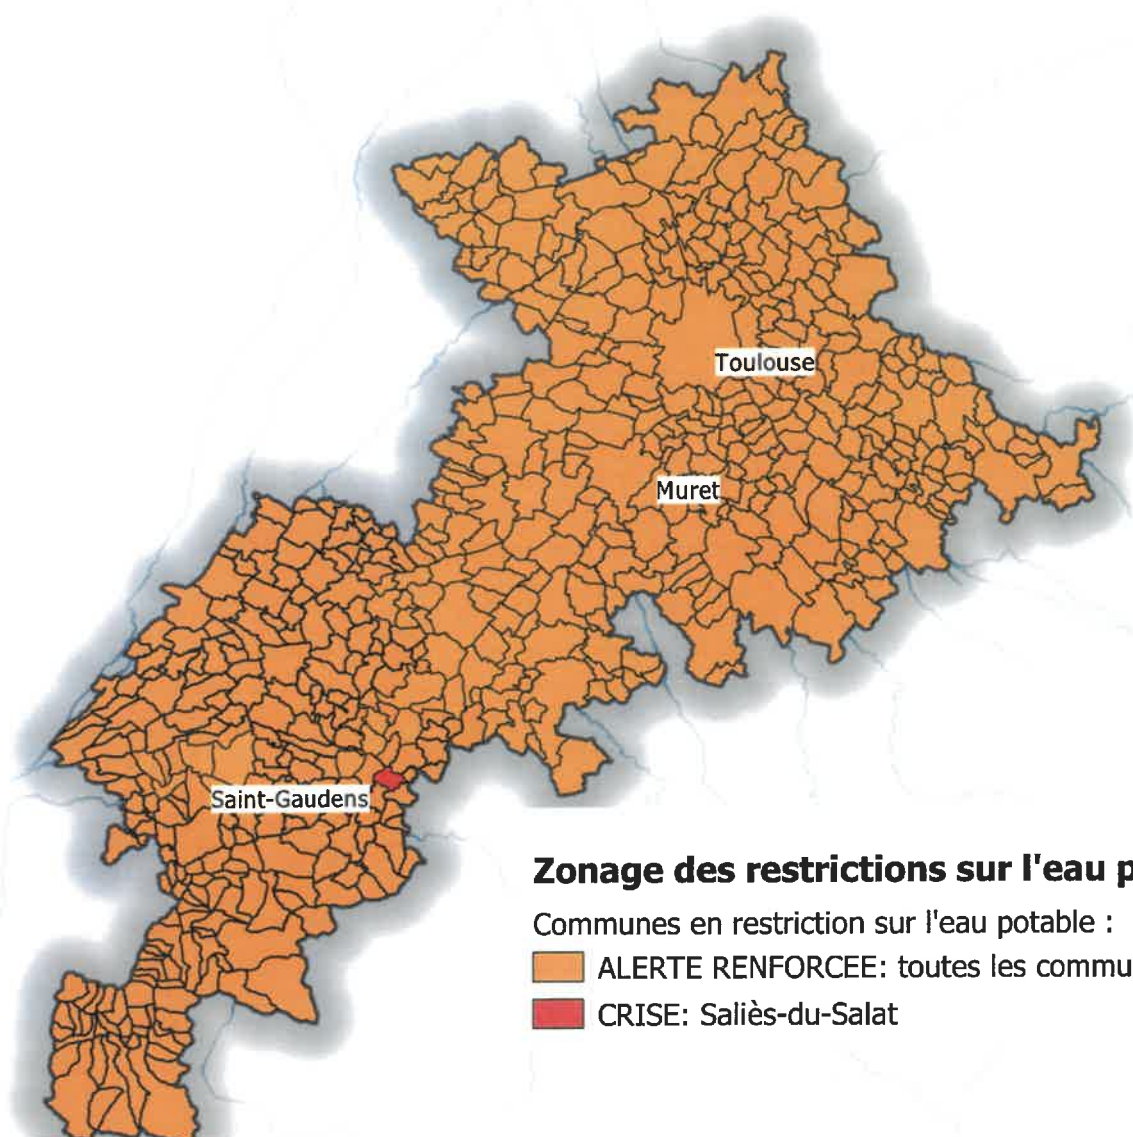 Toulouse
Muret
Saint-Gaudens
Zonage des restrictions sur l'eau p
Communes en restriction sur l'eau potable :
ALERTE RENFORCEE: toutes les commu
CRISE: Saliès-du-Salat